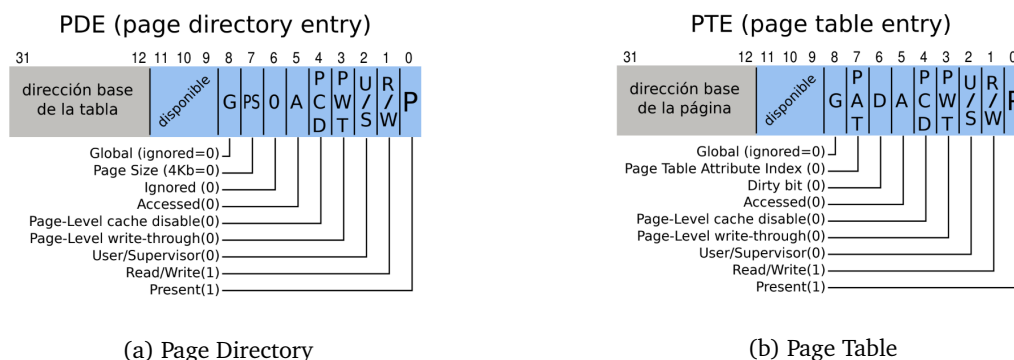 PDE (page directory entry)
31 12 11 10 9 8 7 6 5 4 3 2 1 0
dirección base
de la tabla
disponible
G
PS
0
A
PCD
PWT
U/S
R/W
P
Global (ignored=0)
Page Size (4Kb=0)
Ignored (0)
Accessed(0)
Page-Level cache disable(0)
Page-Level write-through(0)
User/Supervisor(0)
Read/Write(1)
Present(1)
(a) Page Directory
PTE (page table entry)
31 12 11 10 9 8 7 6 5 4 3 2 1 0
dirección base
de la página
disponible
G
PAT
D
A
PCD
PWT
U/S
R/W
P
Global (ignored=0)
Page Table Attribute Index (0)
Dirty bit (0)
Accessed(0)
Page-Level cache disable(0)
Page-Level write-through(0)
User/Supervisor(0)
Read/Write(1)
Present(1)
(b) Page Table